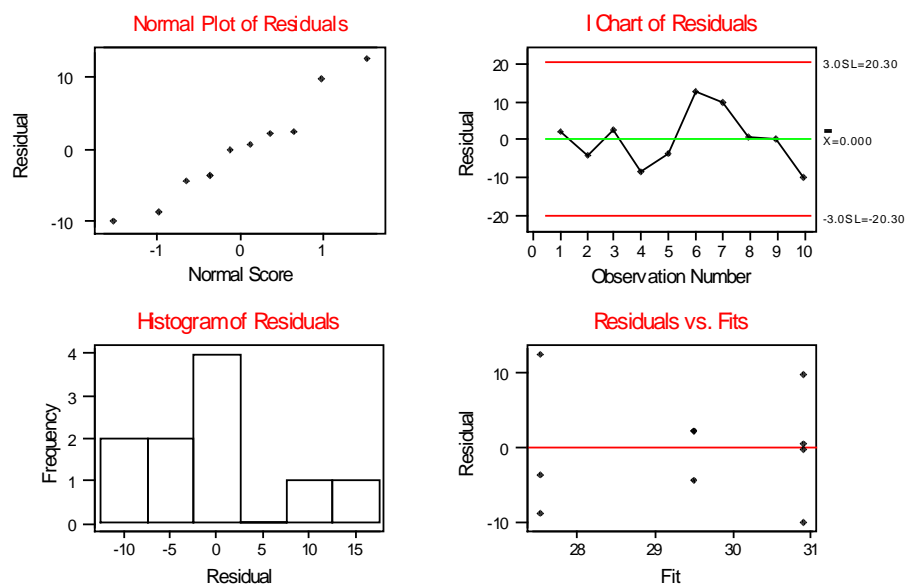 Normal Plot of Residuals
Residual
10
0
-10
-1
0
1
Normal Score
I Chart of Residuals
Residual
20
10
0
-10
-20
3.0SL=20.30
X=0.000
-3.0SL=-20.30
0 1 2 3 4 5 6 7 8 9 10
Observation Number
Histogram of Residuals
Frequency
4
3
2
1
0
-10 -5 0 5 10 15
Residual
Residuals vs. Fits
Residual
10
0
-10
28 29 30 31
Fit